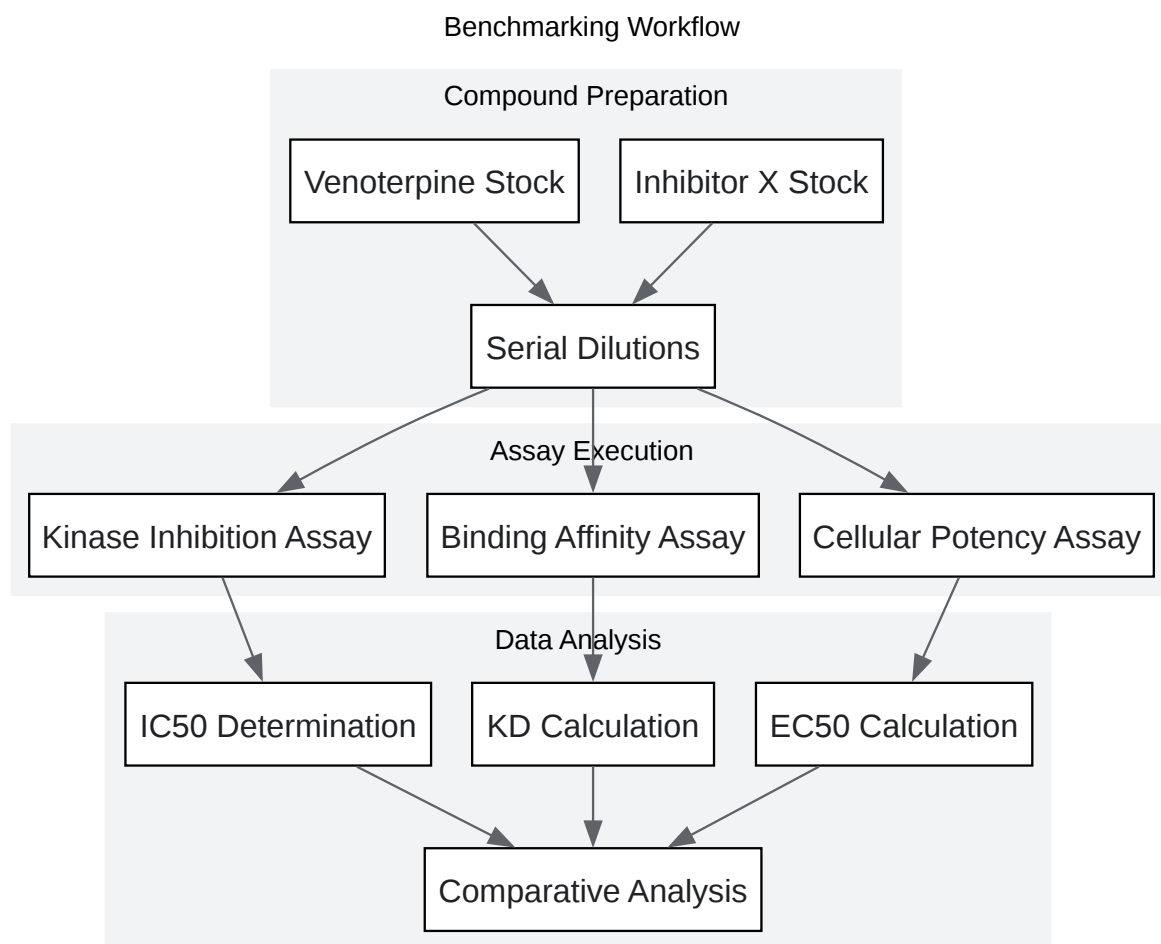 Benchmarking Workflow
Compound Preparation
Venoterpine Stock
Inhibitor X Stock
Serial Dilutions
Assay Execution
Kinase Inhibition Assay
Binding Affinity Assay
Cellular Potency Assay
Data Analysis
IC50 Determination
KD Calculation
EC50 Calculation
Comparative Analysis